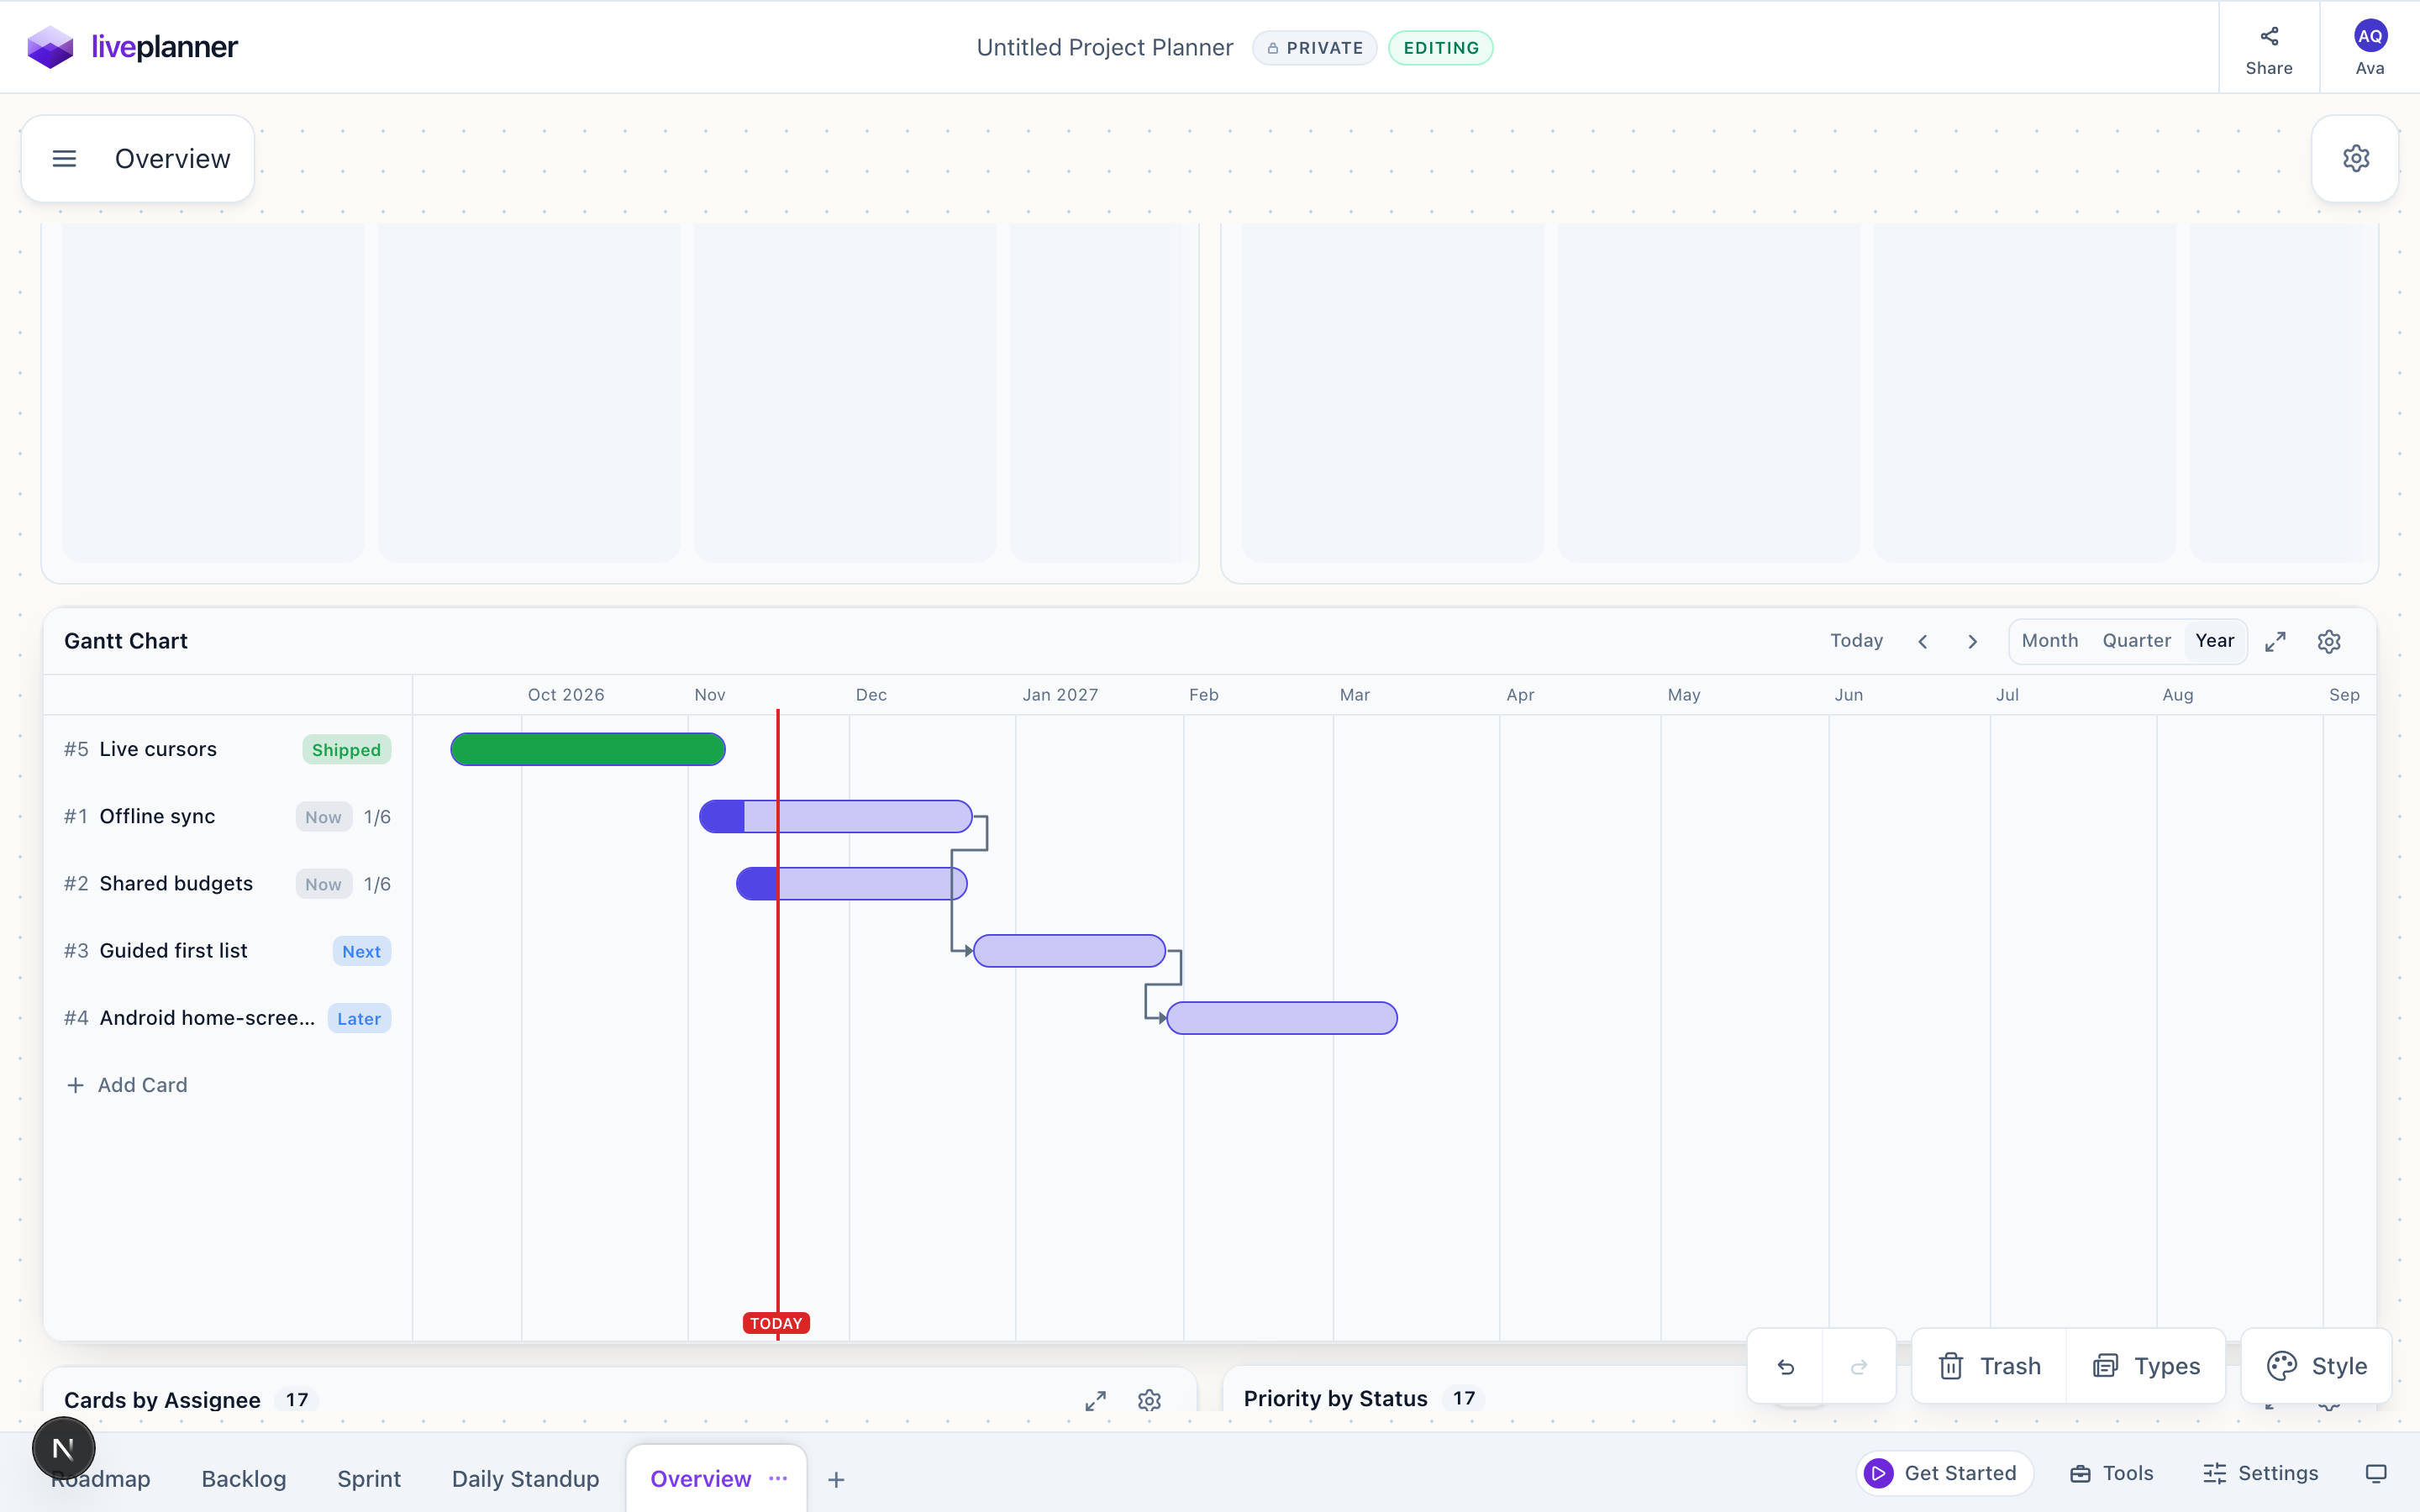 liveplanner
Untitled Project Planner PRIVATE EDITING
Share
AQ
Ava
Overview
Gantt Chart
Today Month Quarter Year
Oct 2026 Nov Dec Jan 2027 Feb Mar Apr May Jun Jul Aug Sep
#5 Live cursors Shipped
#1 Offline sync Now 1/6
#2 Shared budgets Now 1/6
#3 Guided first list Next
#4 Android home-scree... Later
Add Card
TODAY
Trash Types Style
Cards by Assignee 17
Priority by Status 17
N
Roadmap Backlog Sprint Daily Standup Overview
Get Started Tools Settings